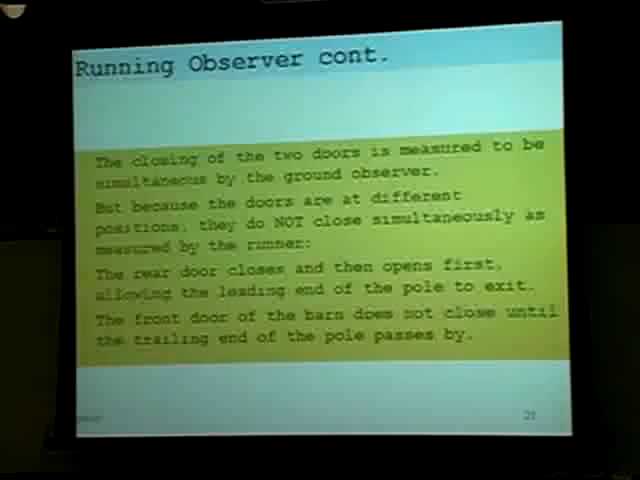 Running Observer cont.
The closing of the two doors is measured to be
simultaneous by the ground observer.
But because the doors are at different
positions, they do NOT close simultaneously as
measured by the runner:
The rear door closes and then opens first,
allowing the leading end of the pole to exit.
The front door of the barn does not close until
the trailing end of the pole passes by.